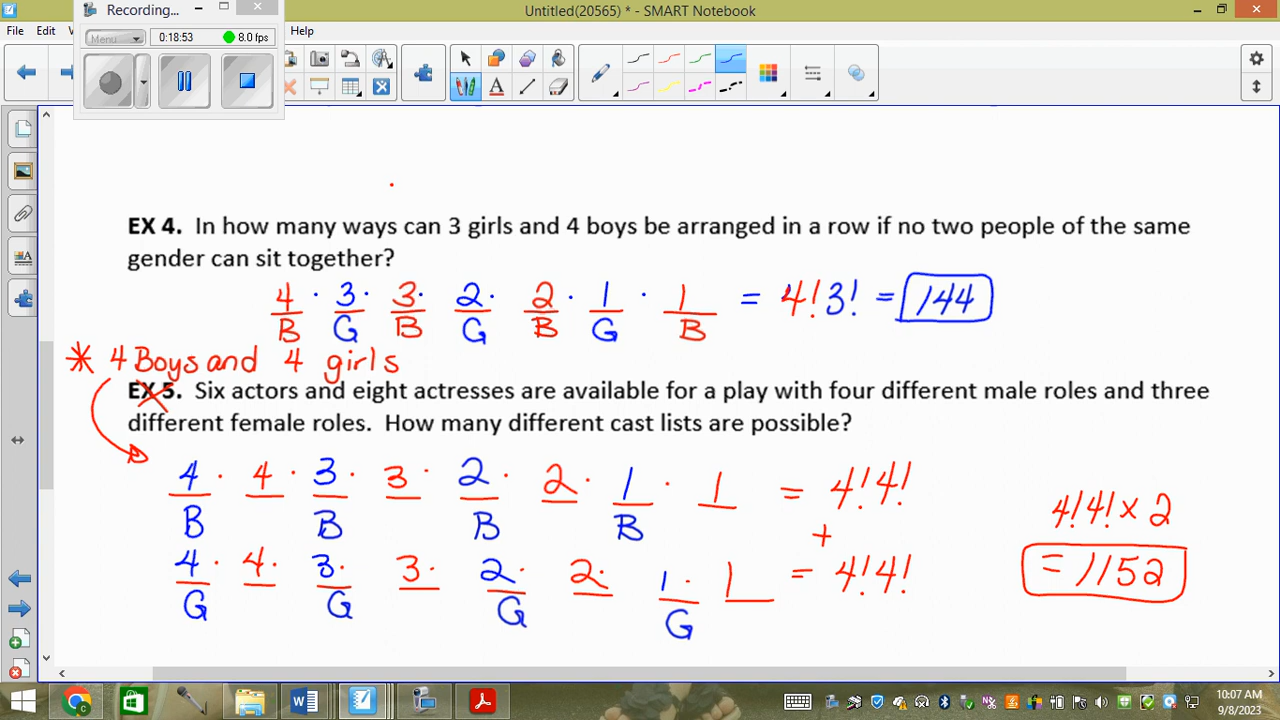 Recording...
Untitled(20565) * - SMART Notebook
Menu
0:18:53
8.0 fps
File
Edit
Help
EX 4. In how many ways can 3 girls and 4 boys be arranged in a row if no two people of the same
gender can sit together?
4 · 3 · 3 · 2 · 2 · 1 · 1 = 4!3! = 144
B G B G B G B
* 4 Boys and 4 girls
EX 5. Six actors and eight actresses are available for a play with four different male roles and three
different female roles. How many different cast lists are possible?
4 · 4 · 3 · 3 · 2 · 2 · 1 · 1 = 4!4!
B B B B
+
4!4! x 2
4 · 4 · 3 · 3 · 2 · 2 · 1 · 1 = 4!4!
G G G G
= 1152
10:07 AM
9/8/2023